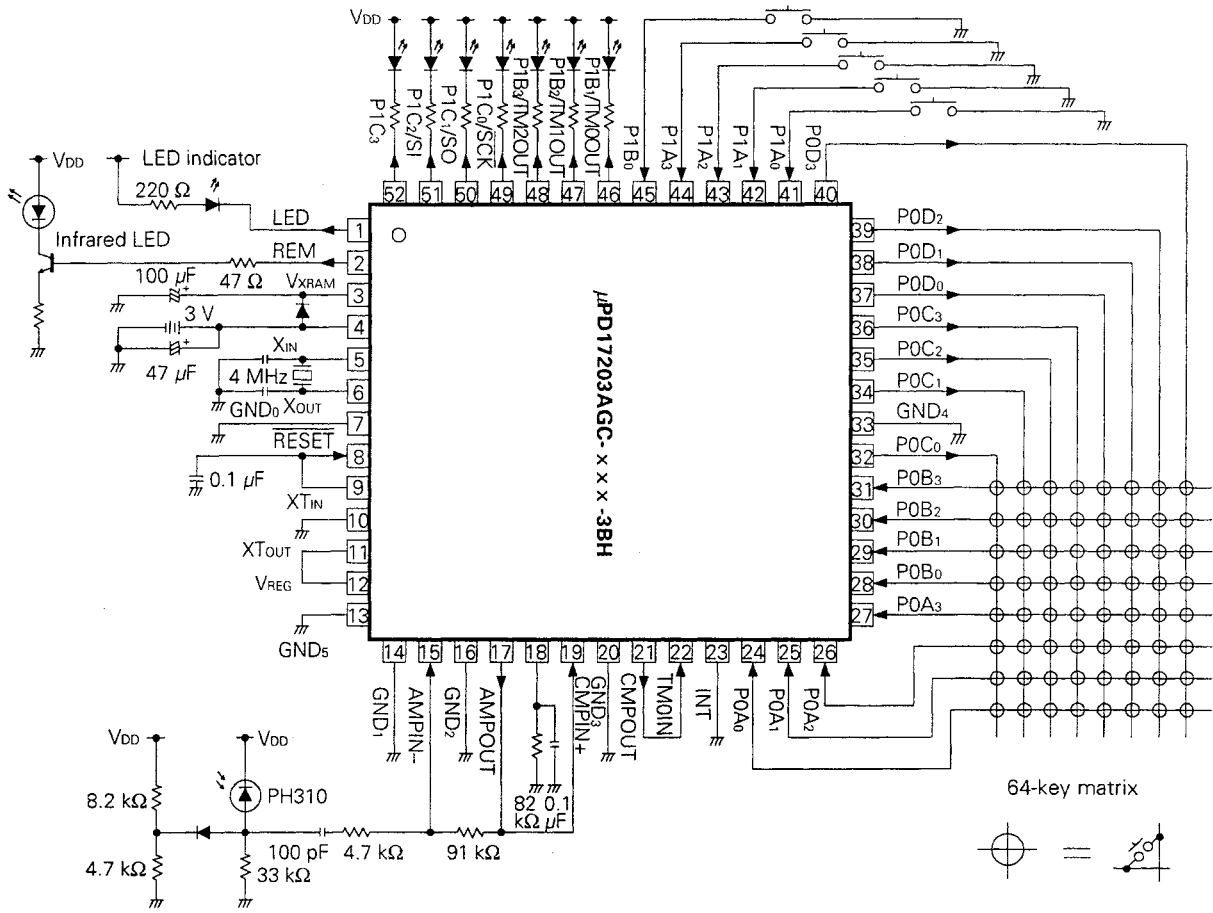 VDD
P1C3
P1C2/SI
P1C1/SO
P1C0/SCK
P1B3/TM2OUT
P1B2/TM1OUT
P1B1/TM0OUT
P1B0
P1A3
P1A2
P1A1
P1A0
P0D3
52 51 50 49 48 47 46 45 44 43 42 41 40
VDD
LED indicator
220 Ω
LED
1
Infrared LED
REM
2
100 µF
47 Ω
VXRAM
3
3 V
4
47 µF
XIN
5
4 MHz
6
GND0
XOUT
7
RESET
8
0.1 µF
9
XTIN
10
XTOUT
11
VREG
12
13
GND5
µPD17203AGC- x x x -3BH
39
P0D2
38
P0D1
37
P0D0
36
P0C3
35
P0C2
34
P0C1
33
GND4
32
P0C0
31
P0B3
30
P0B2
29
P0B1
28
P0B0
27
P0A3
14 15 16 17 18 19 20 21 22 23 24 25 26
GND1
AMPIN-
GND2
AMPOUT
CMPIN+
GND3
CMPOUT
TM0IN
INT
P0A0
P0A1
P0A2
VDD
VDD
8.2 kΩ
PH310
82 kΩ
0.1 µF
4.7 kΩ
100 pF
4.7 kΩ
91 kΩ
33 kΩ
64-key matrix
=